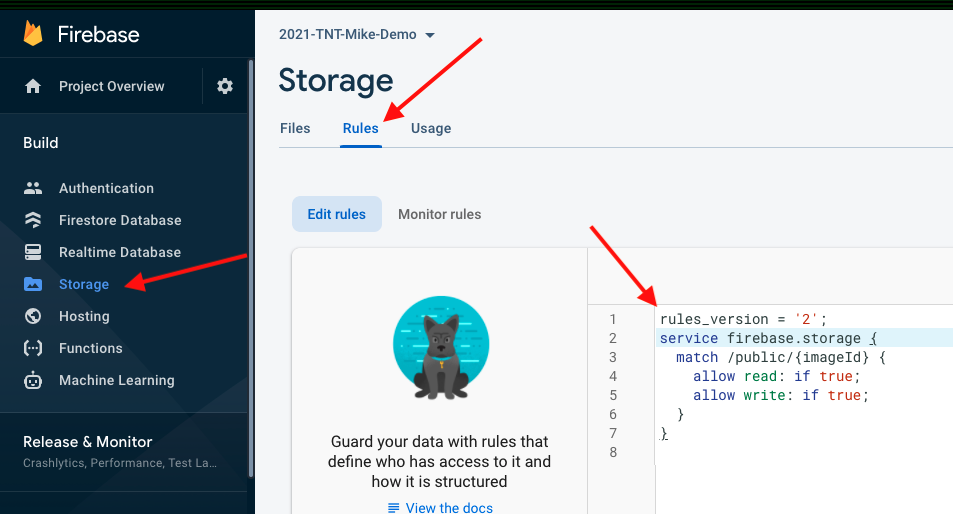 Firebase
Project Overview
Build
Authentication
Firestore Database
Realtime Database
Storage
Hosting
Functions
Machine Learning
Release & Monitor
Crashlytics, Performance, Test La...
2021-TNT-Mike-Demo
Storage
Files Rules Usage
Edit rules Monitor rules
Guard your data with rules that
define who has access to it and
how it is structured
View the docs
1 rules_version = '2';
2 service firebase.storage {
3   match /public/{imageId} {
4     allow read: if true;
5     allow write: if true;
6   }
7 }
8